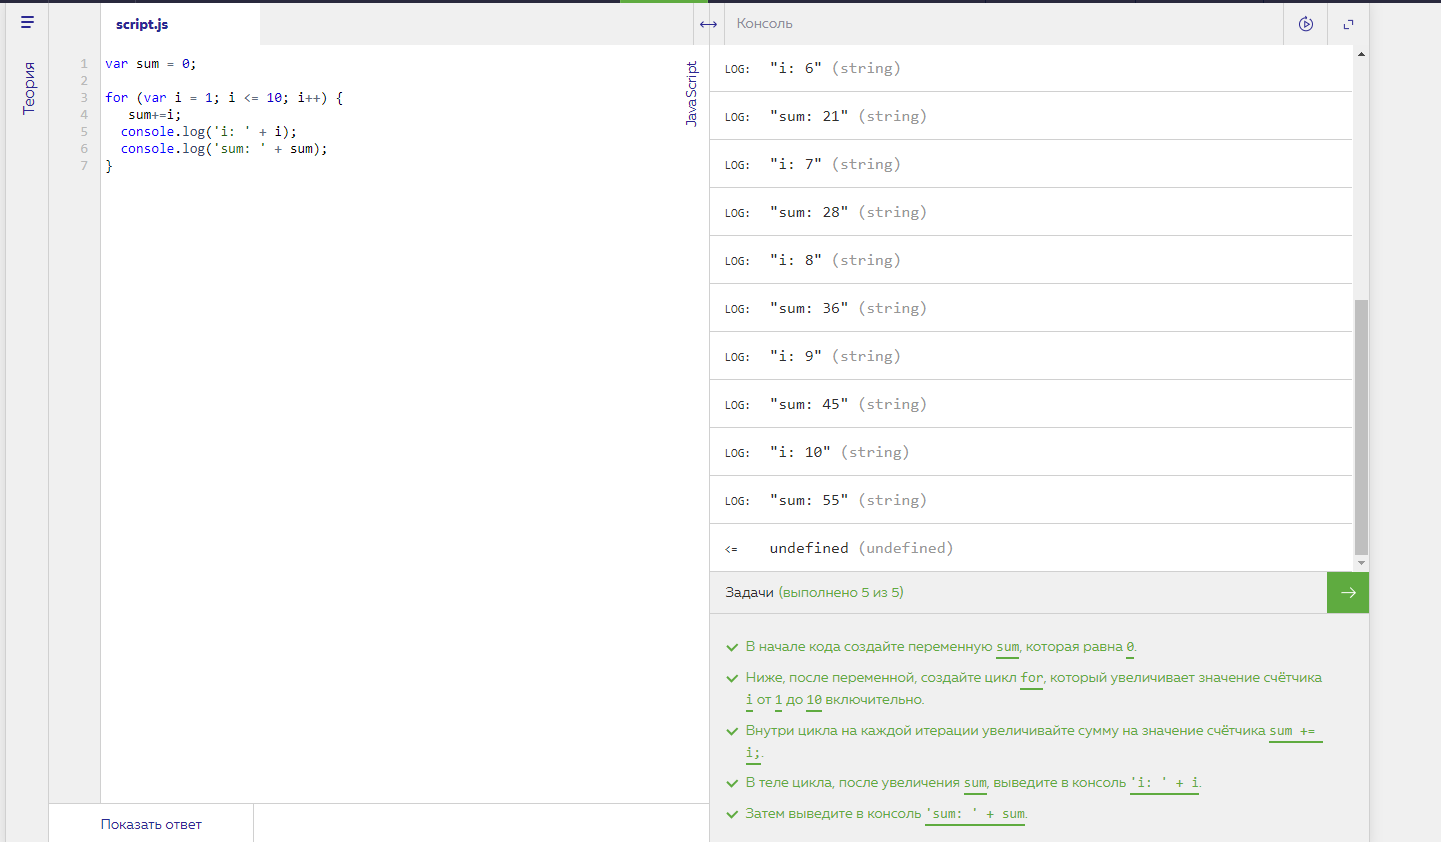 script.js
Консоль
Теория
JavaScript
1 var sum = 0;
2
3 for (var i = 1; i <= 10; i++) {
4 sum+=i;
5 console.log('i: ' + i);
6 console.log('sum: ' + sum);
7 }
Показать ответ
LOG: "i: 6" (string)
LOG: "sum: 21" (string)
LOG: "i: 7" (string)
LOG: "sum: 28" (string)
LOG: "i: 8" (string)
LOG: "sum: 36" (string)
LOG: "i: 9" (string)
LOG: "sum: 45" (string)
LOG: "i: 10" (string)
LOG: "sum: 55" (string)
<= undefined (undefined)
Задачи (выполнено 5 из 5)
В начале кода создайте переменную sum, которая равна 0.
Ниже, после переменной, создайте цикл for, который увеличивает значение счётчика
i от 1 до 10 включительно.
Внутри цикла на каждой итерации увеличивайте сумму на значение счётчика sum +=
i;.
В теле цикла, после увеличения sum, выведите в консоль 'i: ' + i.
Затем выведите в консоль 'sum: ' + sum.